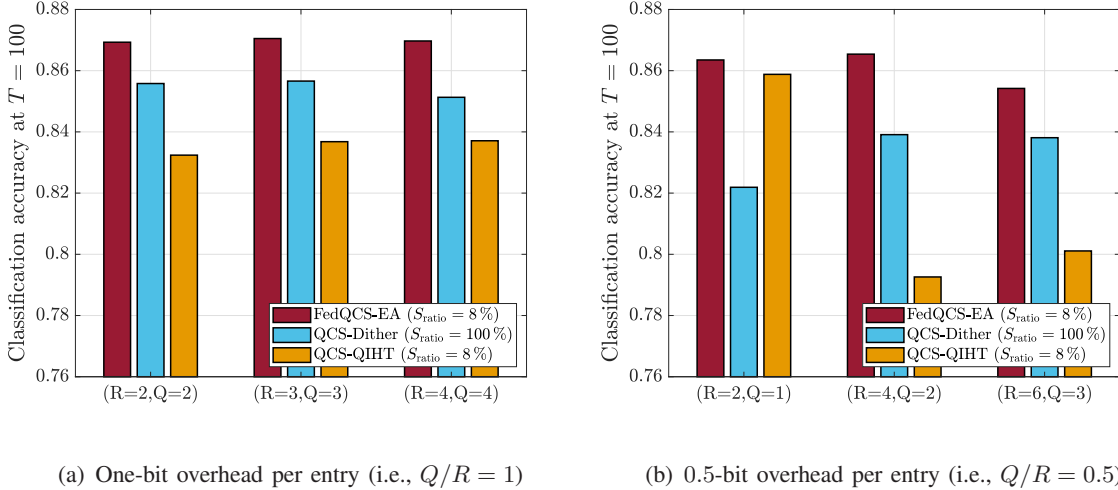 Classification accuracy at T = 100
0.88
0.86
0.84
0.82
0.8
0.78
0.76
FedQCS-EA (S_ratio = 8 %)
QCS-Dither (S_ratio = 100 %)
QCS-QIHT (S_ratio = 8 %)
(R=2,Q=2) (R=3,Q=3) (R=4,Q=4)
(a) One-bit overhead per entry (i.e., Q/R = 1)
Classification accuracy at T = 100
0.88
0.86
0.84
0.82
0.8
0.78
0.76
FedQCS-EA (S_ratio = 8 %)
QCS-Dither (S_ratio = 100 %)
QCS-QIHT (S_ratio = 8 %)
(R=2,Q=1) (R=4,Q=2) (R=6,Q=3)
(b) 0.5-bit overhead per entry (i.e., Q/R = 0.5)